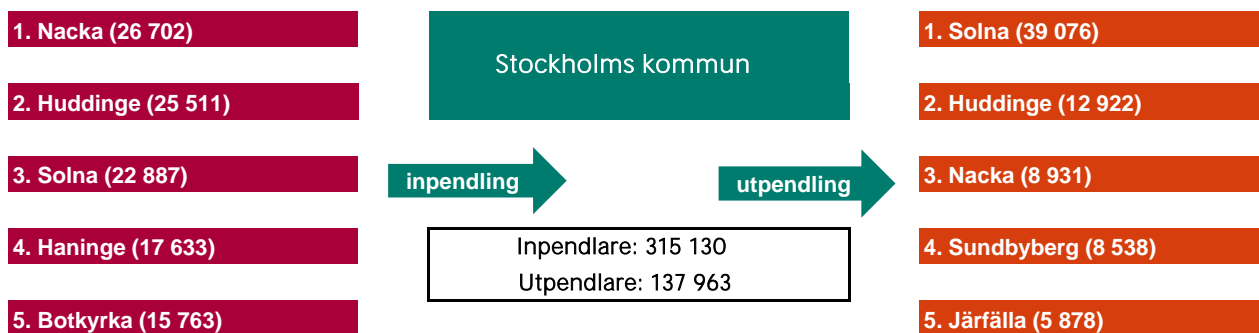 1. Nacka (26 702)
2. Huddinge (25 511)
3. Solna (22 887)
4. Haninge (17 633)
5. Botkyrka (15 763)
Stockholms kommun
inpendling
utpendling
Inpendlare: 315 130
Utpendlare: 137 963
1. Solna (39 076)
2. Huddinge (12 922)
3. Nacka (8 931)
4. Sundbyberg (8 538)
5. Järfälla (5 878)